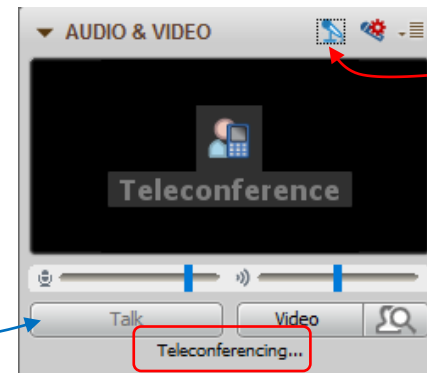 AUDIO & VIDEO
Teleconference
Talk
Video
Teleconferencing...